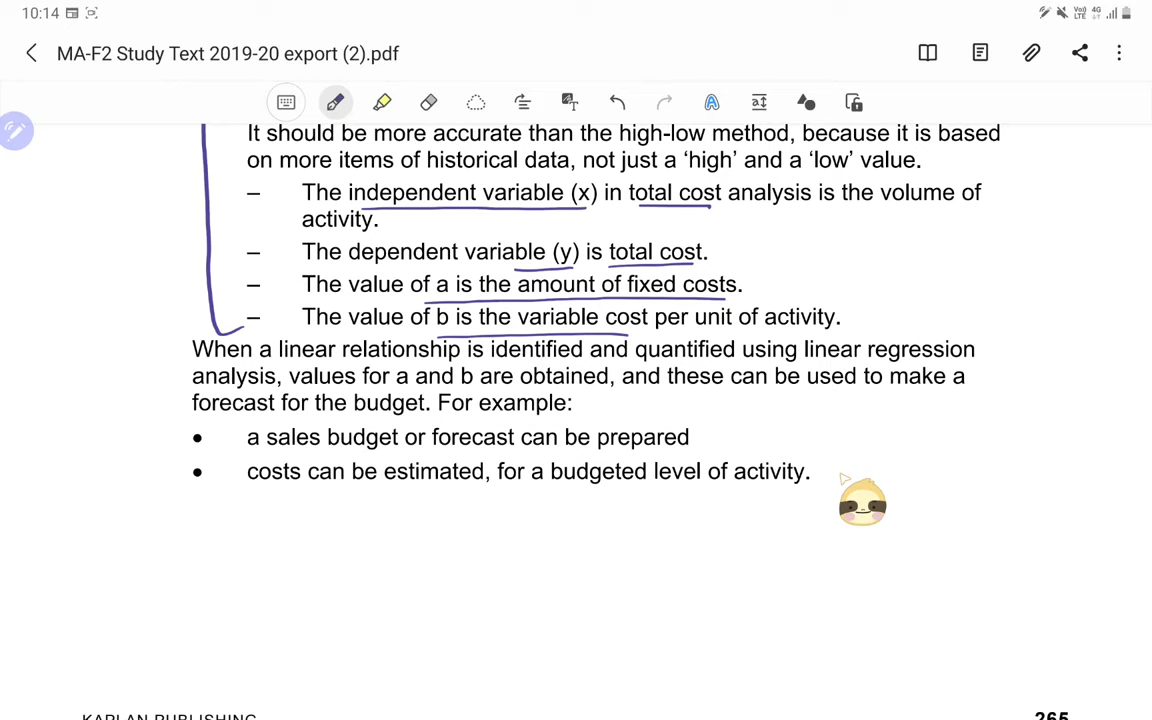 10:14
Vo)) LTE 4G
MA-F2 Study Text 2019-20 export (2).pdf
It should be more accurate than the high-low method, because it is based
on more items of historical data, not just a ‘high’ and a ‘low’ value.
– The independent variable (x) in total cost analysis is the volume of
activity.
– The dependent variable (y) is total cost.
– The value of a is the amount of fixed costs.
– The value of b is the variable cost per unit of activity.
When a linear relationship is identified and quantified using linear regression
analysis, values for a and b are obtained, and these can be used to make a
forecast for the budget. For example:
• a sales budget or forecast can be prepared
• costs can be estimated, for a budgeted level of activity.
KAPLAN PUBLISHING 265